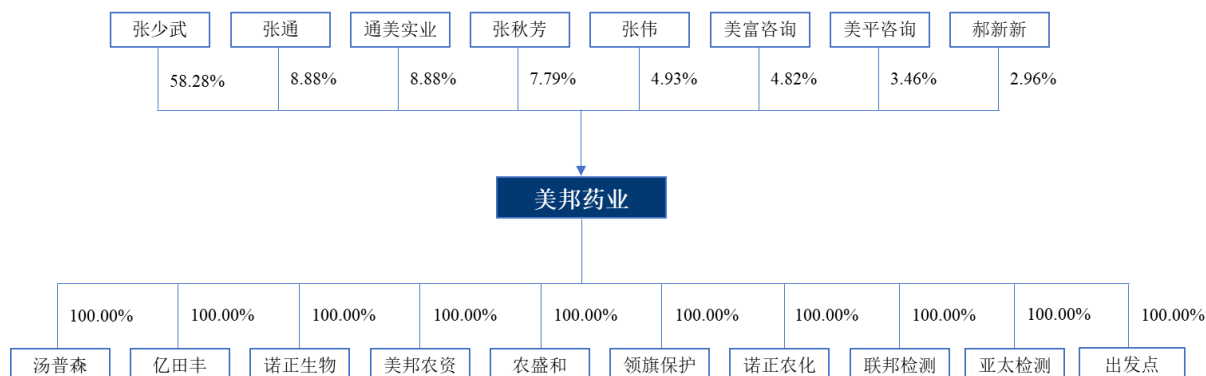 张少武 张通 通美实业 张秋芳 张伟 美富咨询 美平咨询 郝新新
58.28% 8.88% 8.88% 7.79% 4.93% 4.82% 3.46% 2.96%
美邦药业
100.00% 100.00% 100.00% 100.00% 100.00% 100.00% 100.00% 100.00% 100.00% 100.00%
汤普森 亿田丰 诺正生物 美邦农资 农盛和 领旗保护 诺正农化 联邦检测 亚太检测 出发点